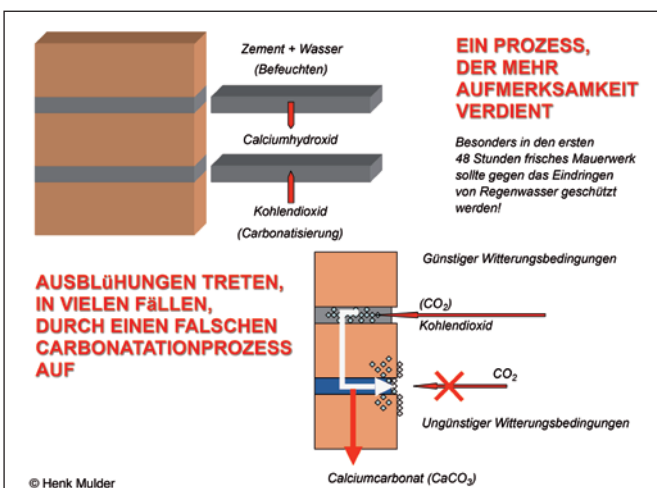 Zement + Wasser
(Befeuchten)
Calciumhydroxid
Kohlendioxid
(Carbonatisierung)
EIN PROZESS,
DER MEHR
AUFMERKSAMKEIT
VERDIENT
Besonders in den ersten
48 Stunden frisches Mauerwerk
sollte gegen das Eindringen
von Regenwasser geschützt
werden!
AUSBLüHUNGEN TRETEN,
IN VIELEN FäLLEN,
DURCH EINEN FALSCHEN
CARBONATATIONPROZESS
AUF
Günstiger Witterungsbedingungen
(CO₂)
Kohlendioxid
CO₂
Ungünstiger Witterungsbedingungen
Calciumcarbonat (CaCO₃)
© Henk Mulder